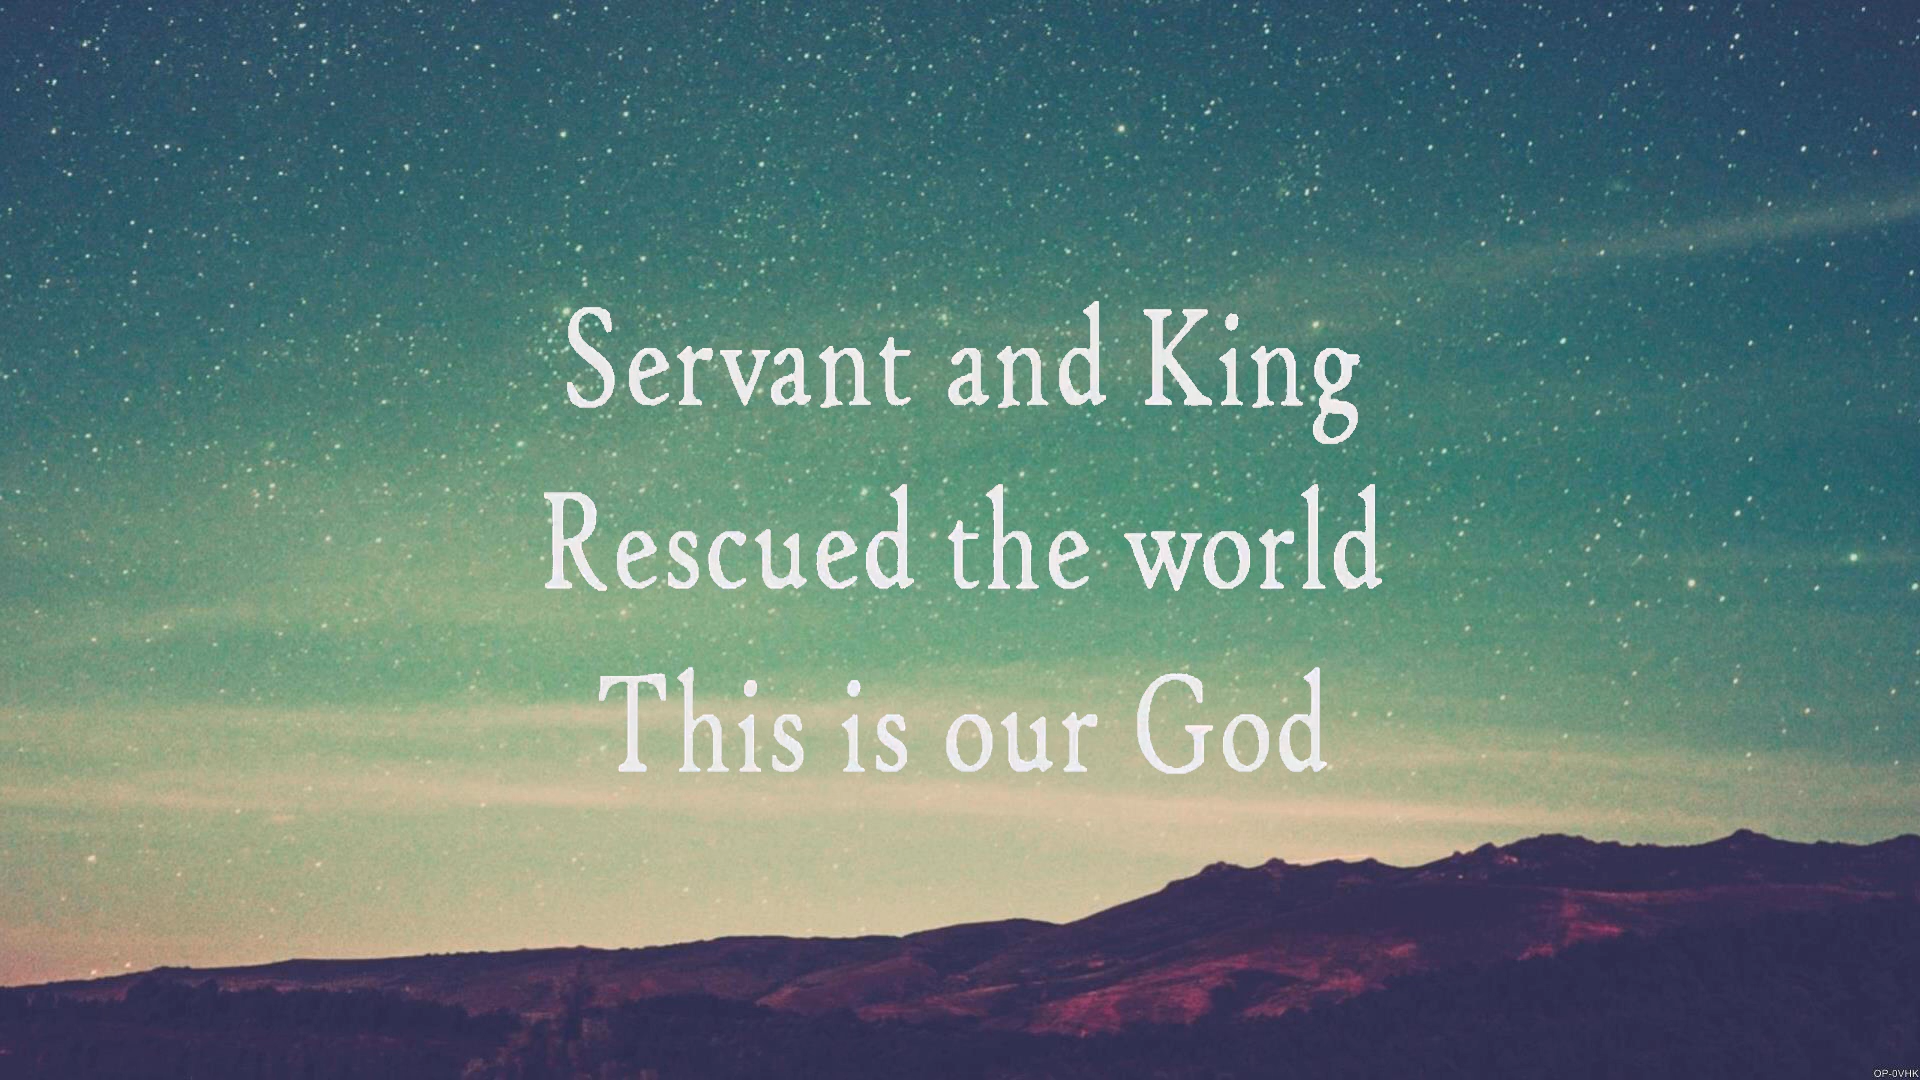 Servant and King
Rescued the world
This is our God
OP-0VHK